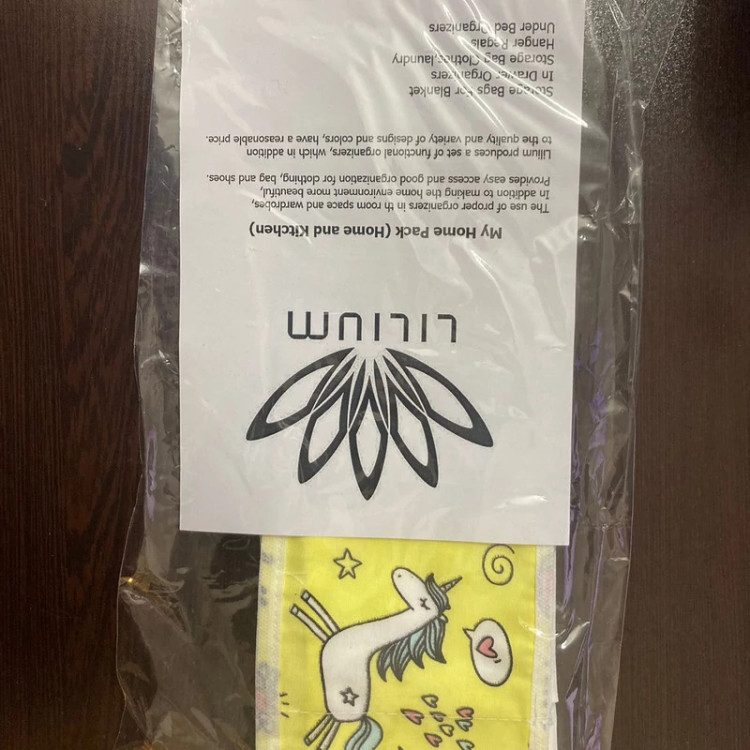 LILIUM
My Home Pack (Home and Kitchen)
The use of proper organizers in th room space and wardrobes,
In addition to making the home environment more beautiful,
Provides easy access and good organization for clothing, bag and shoes.
Lilium produces a set of functional organizers, which in addition
to the quality and variety of designs and colors, have a reasonable price.
Storage Bags For Blanket
In Drawer Organizers
Storage Bag Clothes,laundry
Hanger Regals
Under Bed Organizers